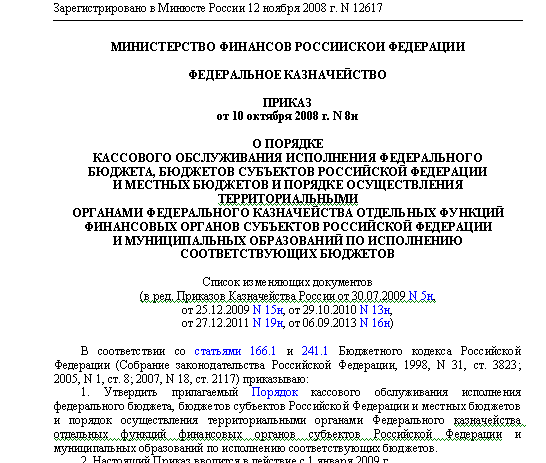 Зарегистрировано в Минюсте России 12 ноября 2008 г. N 12617
МИНИСТЕРСТВО ФИНАНСОВ РОССИЙСКОЙ ФЕДЕРАЦИИ
ФЕДЕРАЛЬНОЕ КАЗНАЧЕЙСТВО
ПРИКАЗ
от 10 октября 2008 г. N 8н
О ПОРЯДКЕ
КАССОВОГО ОБСЛУЖИВАНИЯ ИСПОЛНЕНИЯ ФЕДЕРАЛЬНОГО
БЮДЖЕТА, БЮДЖЕТОВ СУБЪЕКТОВ РОССИЙСКОЙ ФЕДЕРАЦИИ
И МЕСТНЫХ БЮДЖЕТОВ И ПОРЯДКЕ ОСУЩЕСТВЛЕНИЯ
ТЕРРИТОРИАЛЬНЫМИ
ОРГАНАМИ ФЕДЕРАЛЬНОГО КАЗНАЧЕЙСТВА ОТДЕЛЬНЫХ ФУНКЦИЙ
ФИНАНСОВЫХ ОРГАНОВ СУБЪЕКТОВ РОССИЙСКОЙ ФЕДЕРАЦИИ
И МУНИЦИПАЛЬНЫХ ОБРАЗОВАНИЙ ПО ИСПОЛНЕНИЮ
СООТВЕТСТВУЮЩИХ БЮДЖЕТОВ
Список изменяющих документов
(в ред. Приказов Казначейства России от 30.07.2009 N 5н,
от 25.12.2009 N 15н, от 29.10.2010 N 13н,
от 27.12.2011 N 19н, от 06.09.2013 N 16н)
В соответствии со статьями 166.1 и 241.1 Бюджетного кодекса Российской
Федерации (Собрание законодательства Российской Федерации, 1998, N 31, ст. 3823;
2005, N 1, ст. 8; 2007, N 18, ст. 2117) приказываю:
1. Утвердить прилагаемый Порядок кассового обслуживания исполнения
федерального бюджета, бюджетов субъектов Российской Федерации и местных бюджетов
и порядок осуществления территориальными органами Федерального казначейства
отдельных функций финансовых органов субъектов Российской Федерации и
муниципальных образований по исполнению соответствующих бюджетов.
2. Настоящий Приказ вводится в действие с 1 января 2009 г.